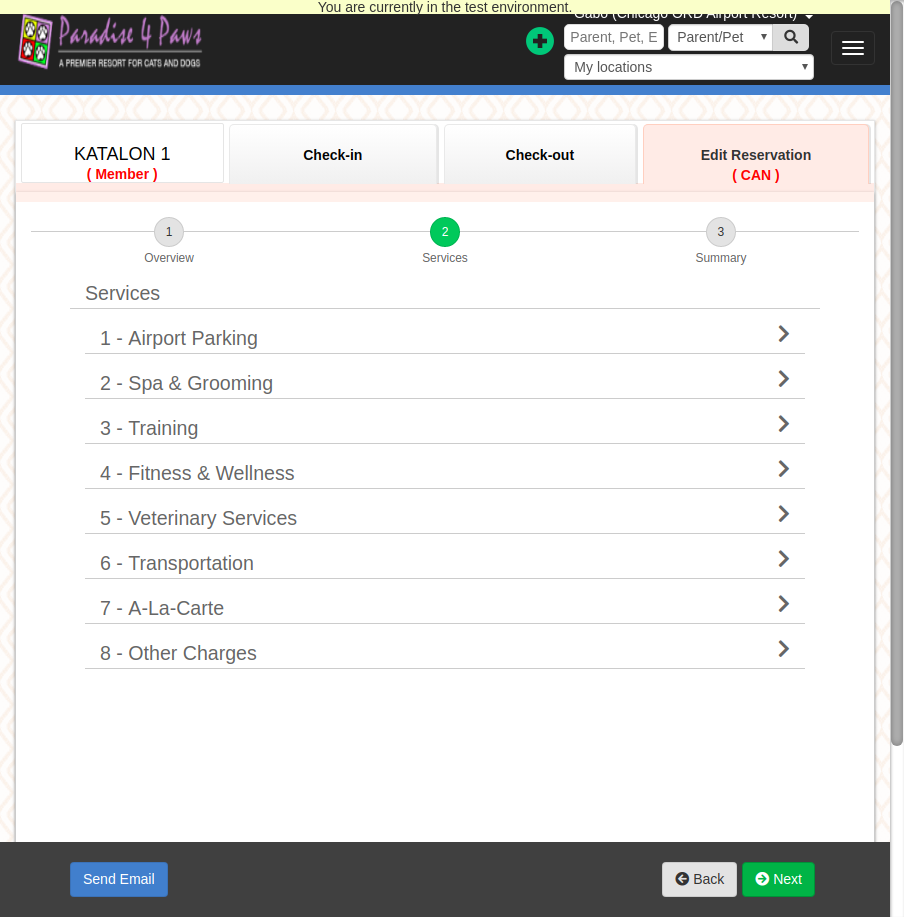 You are currently in the test environment.
Gabo (Chicago ORD Airport Resort)
Paradise 4 Paws
A PREMIER RESORT FOR CATS AND DOGS
Parent, Pet, E
Parent/Pet
My locations
KATALON 1
( Member )
Check-in
Check-out
Edit Reservation
( CAN )
1
2
3
Overview
Services
Summary
Services
1 - Airport Parking
2 - Spa & Grooming
3 - Training
4 - Fitness & Wellness
5 - Veterinary Services
6 - Transportation
7 - A-La-Carte
8 - Other Charges
Send Email
Back
Next